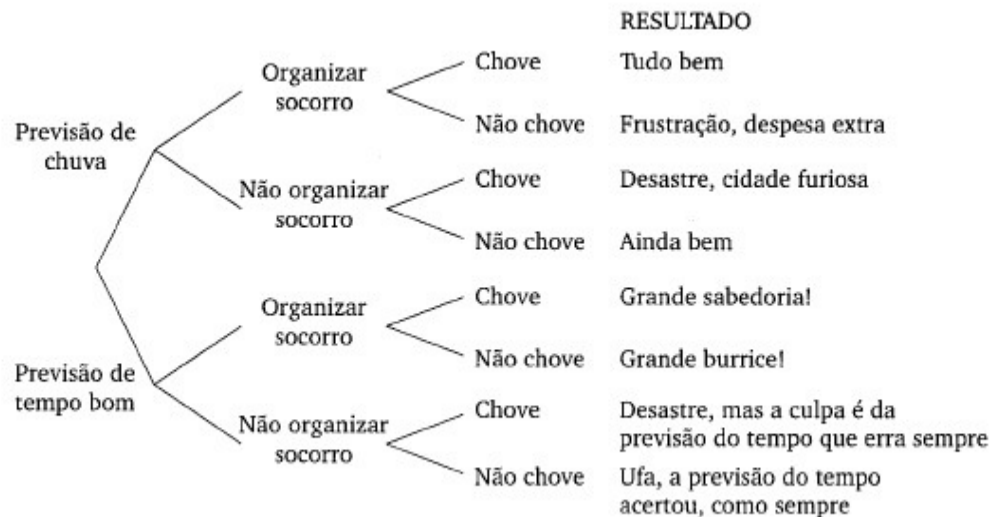 RESULTADO
Organizar
socorro
Chove
Tudo bem
Não chove
Frustração, despesa extra
Previsão de
chuva
Não organizar
socorro
Chove
Desastre, cidade furiosa
Não chove
Ainda bem
Organizar
socorro
Chove
Grande sabedoria!
Não chove
Grande burrice!
Previsão de
tempo bom
Não organizar
socorro
Chove
Desastre, mas a culpa é da
previsão do tempo que erra sempre
Não chove
Ufa, a previsão do tempo
acertou, como sempre